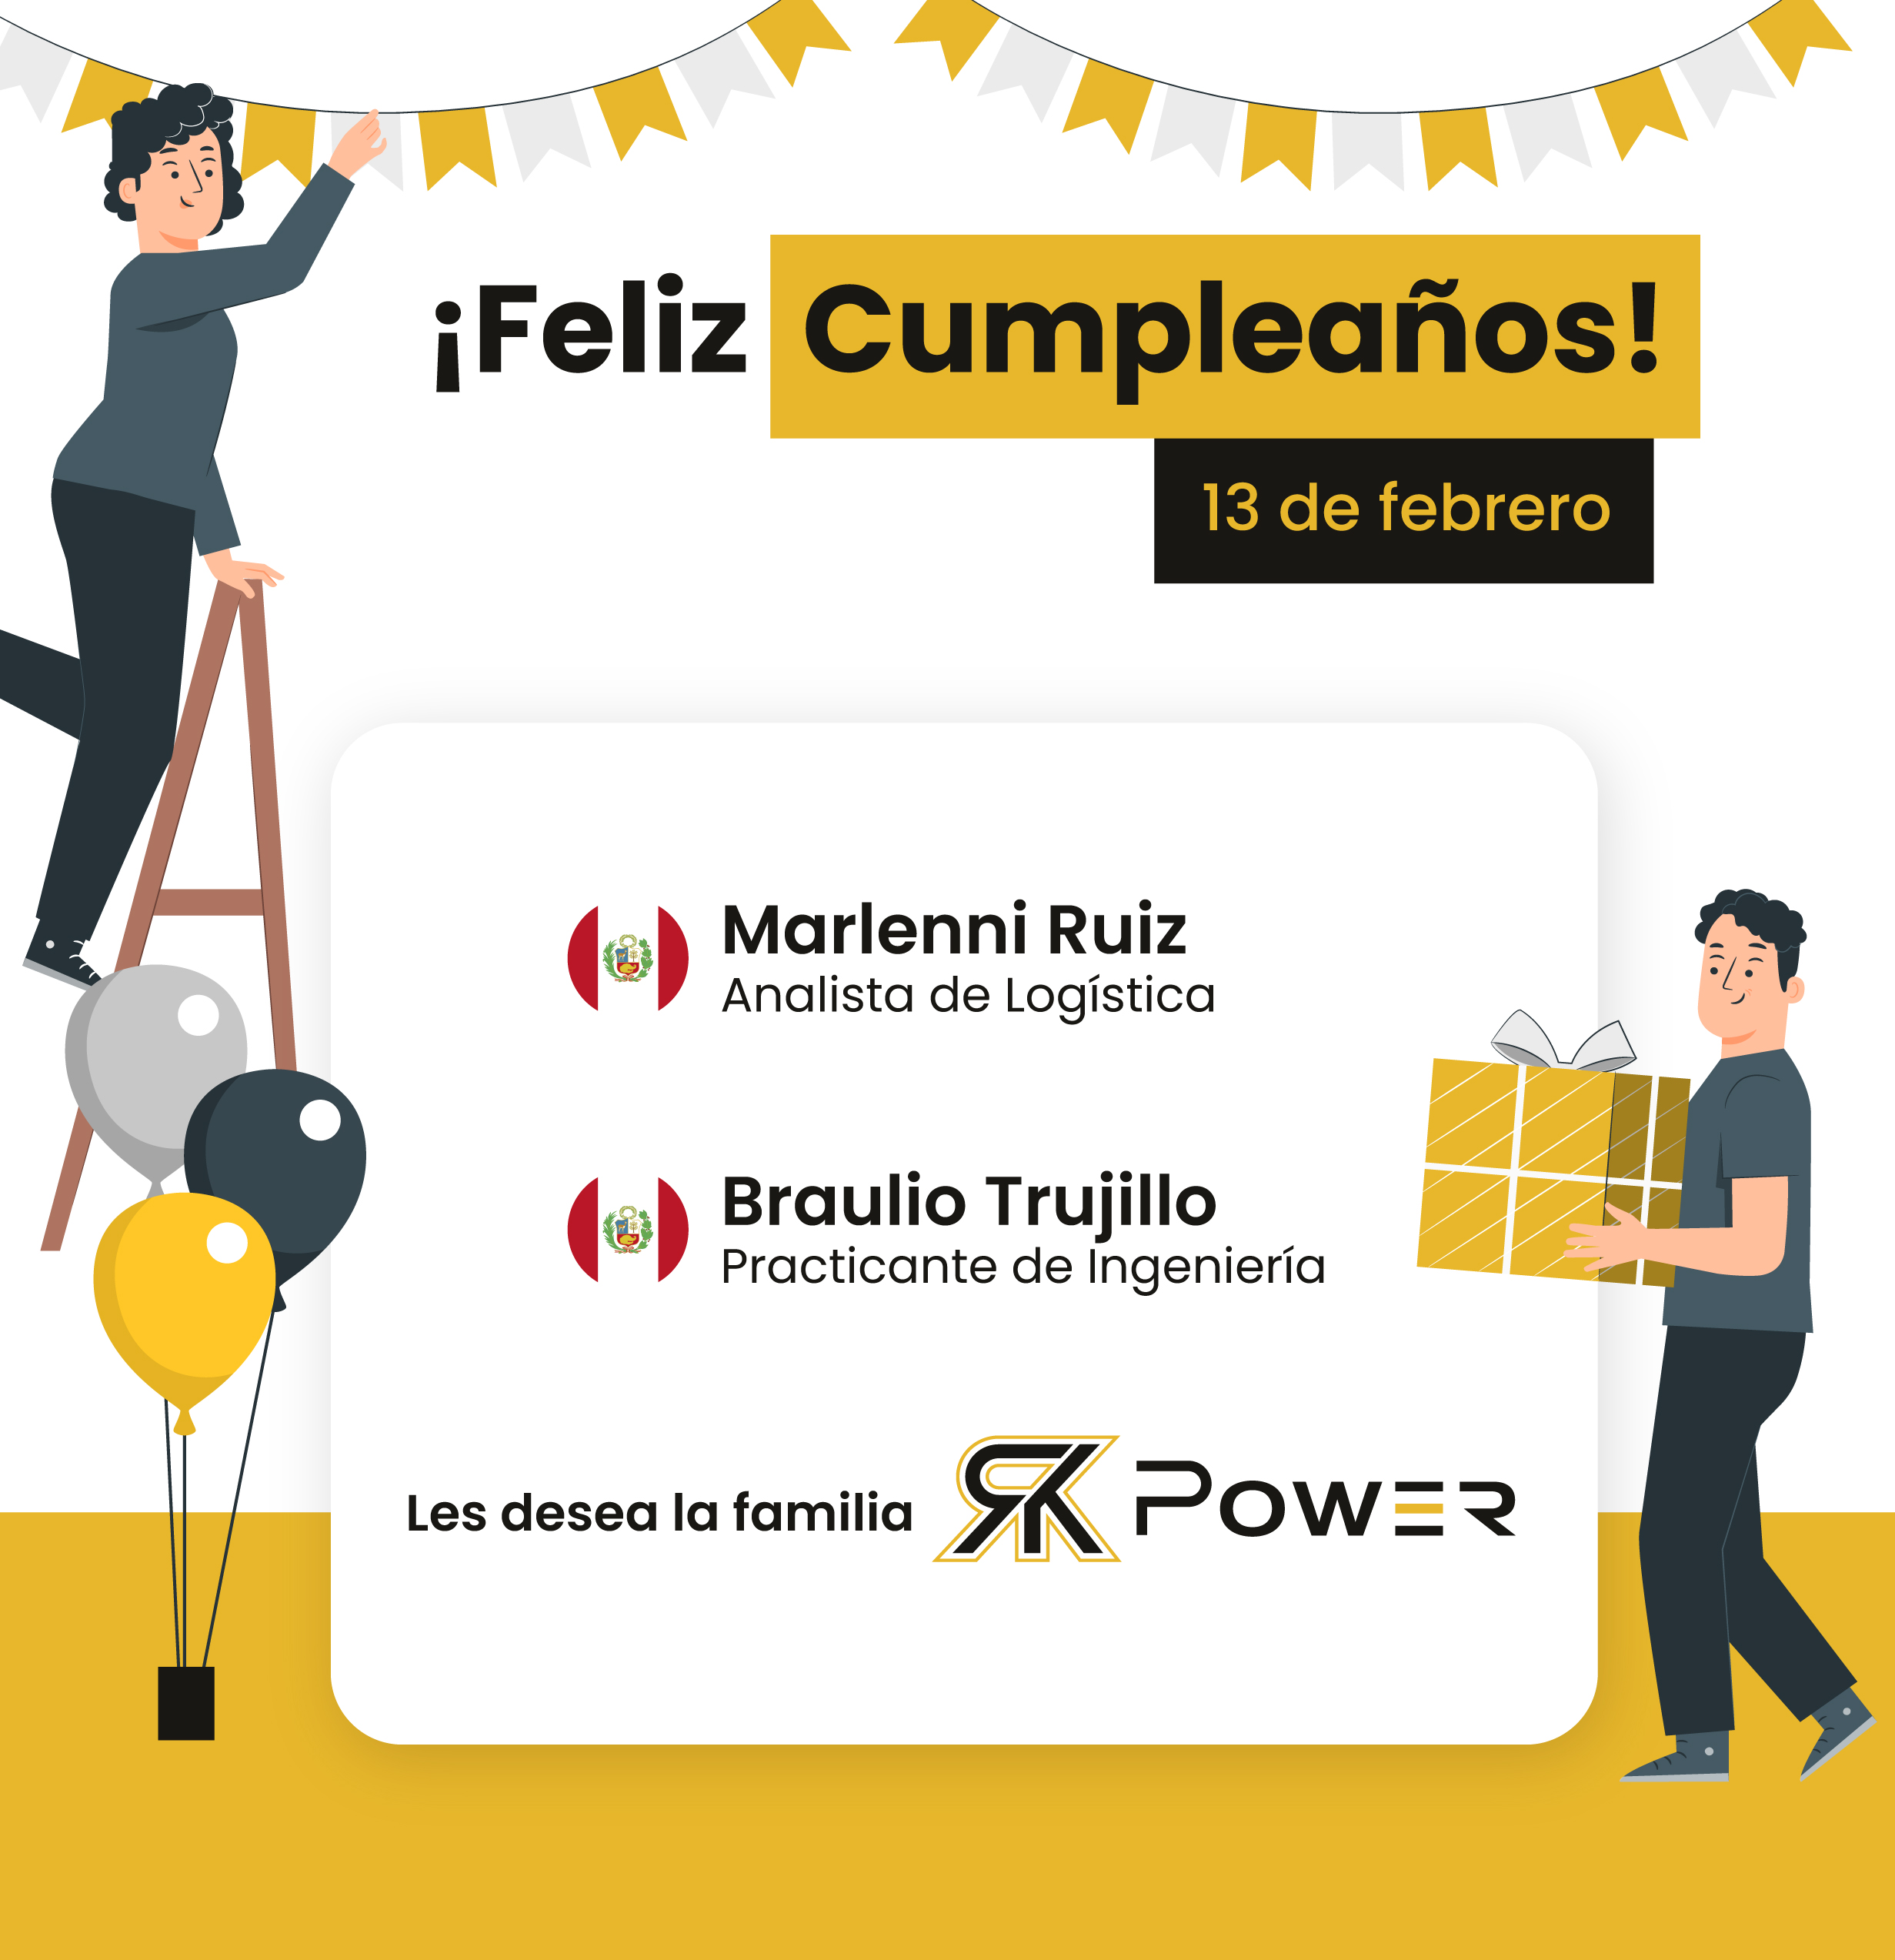 ¡Feliz Cumpleaños!
13 de febrero
Marlenni Ruiz
Analista de Logística
Braulio Trujillo
Practicante de Ingeniería
Les desea la familia RK POWER